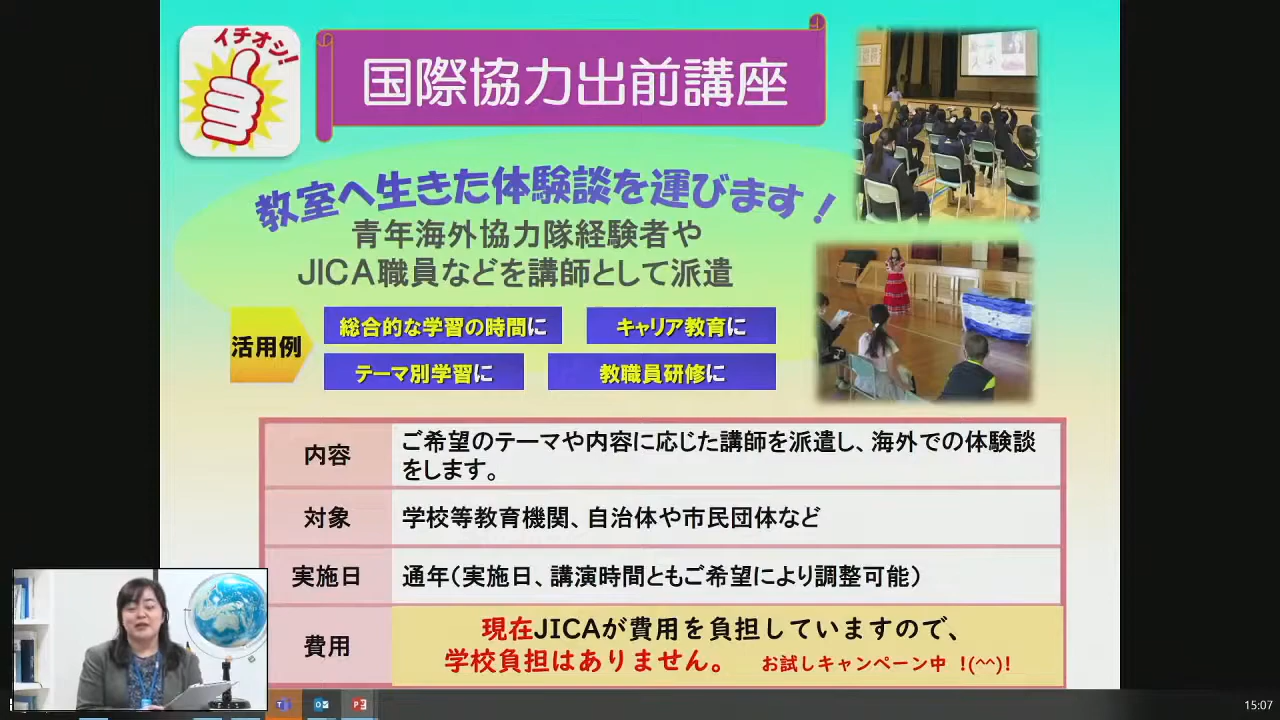 イチオシ!
国際協力出前講座
教室へ生きた体験談を運びます！
青年海外協力隊経験者や
JICA職員などを講師として派遣
活用例
総合的な学習の時間に
キャリア教育に
テーマ別学習に
教職員研修に
内容
ご希望のテーマや内容に応じた講師を派遣し、海外での体験談
をします。
対象
学校等教育機関、自治体や市民団体など
実施日
通年（実施日、講演時間ともご希望により調整可能）
費用
現在JICAが費用を負担していますので、
学校負担はありません。 お試しキャンペーン中 !(^^)!
15:07